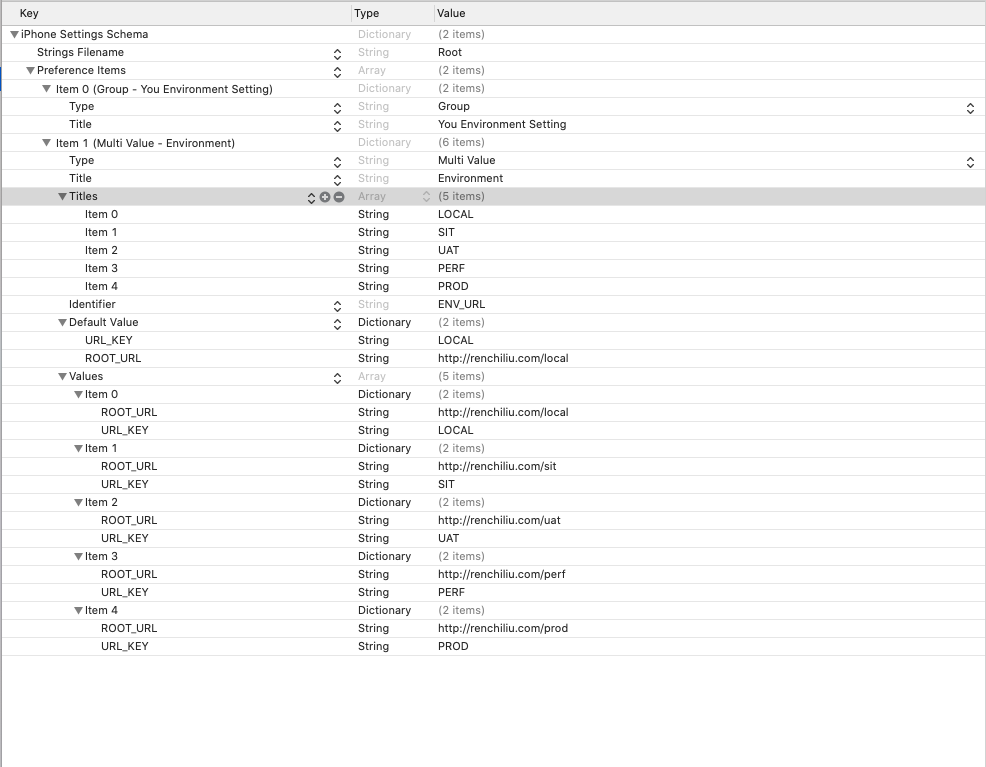 Key Type Value
iPhone Settings Schema Dictionary (2 items)
Strings Filename String Root
Preference Items Array (2 items)
Item 0 (Group - You Environment Setting) Dictionary (2 items)
Type String Group
Title String You Environment Setting
Item 1 (Multi Value - Environment) Dictionary (6 items)
Type String Multi Value
Title String Environment
Titles Array (5 items)
Item 0 String LOCAL
Item 1 String SIT
Item 2 String UAT
Item 3 String PERF
Item 4 String PROD
Identifier String ENV_URL
Default Value Dictionary (2 items)
URL_KEY String LOCAL
ROOT_URL String http://renchiliu.com/local
Values Array (5 items)
Item 0 Dictionary (2 items)
ROOT_URL String http://renchiliu.com/local
URL_KEY String LOCAL
Item 1 Dictionary (2 items)
ROOT_URL String http://renchiliu.com/sit
URL_KEY String SIT
Item 2 Dictionary (2 items)
ROOT_URL String http://renchiliu.com/uat
URL_KEY String UAT
Item 3 Dictionary (2 items)
ROOT_URL String http://renchiliu.com/perf
URL_KEY String PERF
Item 4 Dictionary (2 items)
ROOT_URL String http://renchiliu.com/prod
URL_KEY String PROD